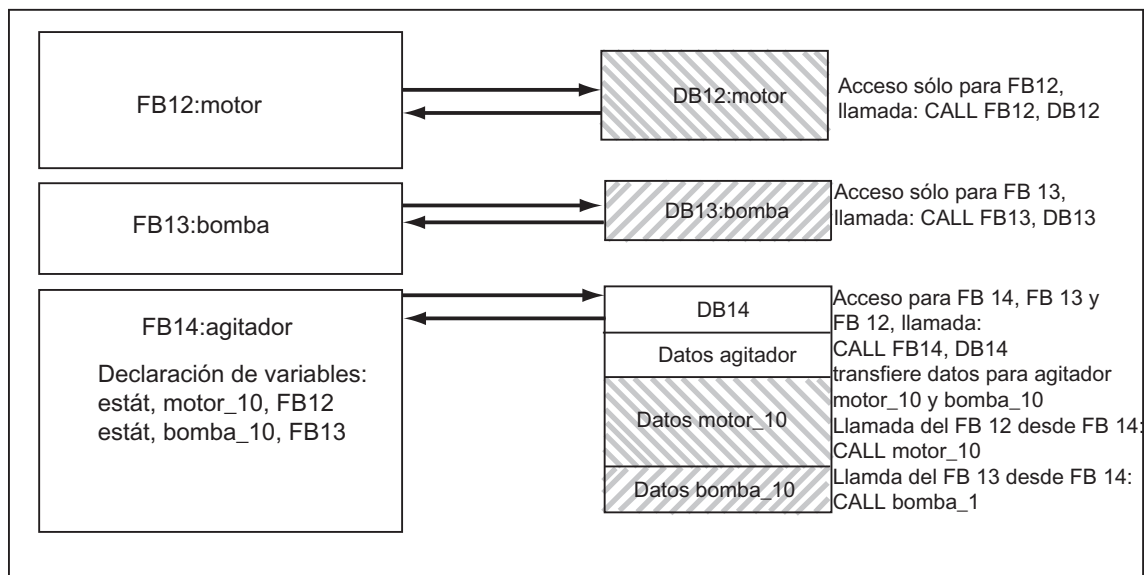 FB12:motor
DB12:motor
Acceso sólo para FB12,
llamada: CALL FB12, DB12
FB13:bomba
DB13:bomba
Acceso sólo para FB 13,
llamada: CALL FB13, DB13
FB14:agitador
Declaración de variables:
estát, motor_10, FB12
estát, bomba_10, FB13
DB14
Datos agitador
Datos motor_10
Datos bomba_10
Acceso para FB 14, FB 13 y
FB 12, llamada:
CALL FB14, DB14
transfiere datos para agitador
motor_10 y bomba_10
Llamada del FB 12 desde FB 14:
CALL motor_10
Llamda del FB 13 desde FB 14:
CALL bomba_1